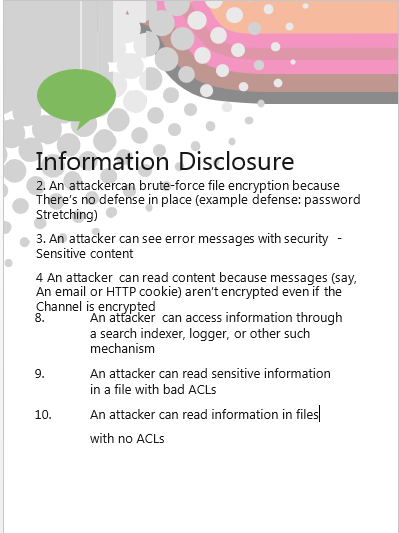 Information Disclosure
2. An attackercan brute-force file encryption because
There's no defense in place (example defense: password
Stretching)
3. An attacker can see error messages with security -
Sensitive content
4 An attacker can read content because messages (say,
An email or HTTP cookie) aren't encrypted even if the
Channel is encrypted
8. An attacker can access information through
a search indexer, logger, or other such
mechanism
9. An attacker can read sensitive information
in a file with bad ACLs
10. An attacker can read information in files
with no ACLs